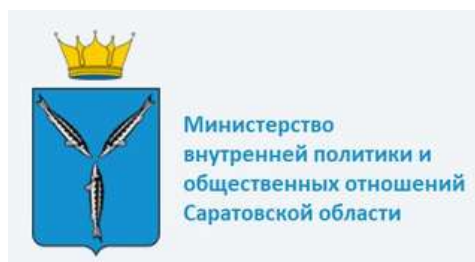 Министерство
внутренней политики и
общественных отношений
Саратовской области